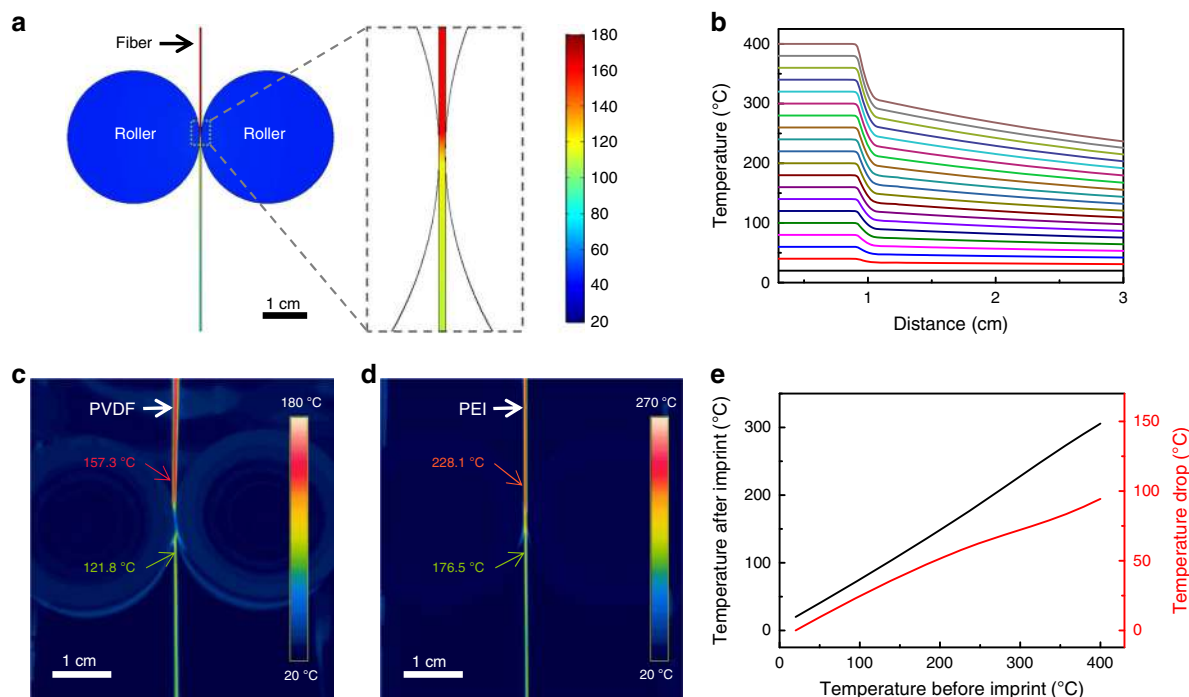 a
Fiber
Roller
Roller
1 cm
180
160
140
120
100
80
60
40
20
b
Temperature (°C)
400
300
200
100
0
1
2
3
Distance (cm)
c
PVDF
180 °C
157.3 °C
121.8 °C
1 cm
20 °C
d
PEI
270 °C
228.1 °C
176.5 °C
1 cm
20 °C
e
Temperature after imprint (°C)
300
200
100
0
Temperature drop (°C)
150
100
50
0
0
100
200
300
400
Temperature before imprint (°C)